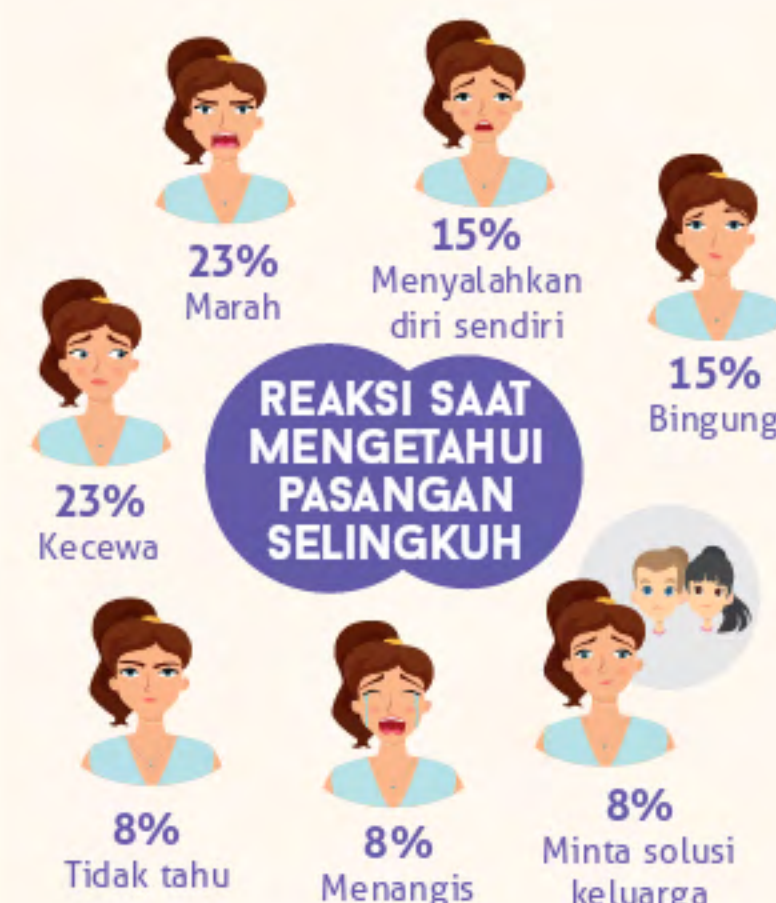 23%
Marah
15%
Menyalahkan
diri sendiri
15%
Bingung
23%
Kecewa
REAKSI SAAT
MENGETAHUI
PASANGAN
SELINGKUH
8%
Tidak tahu
8%
Menangis
8%
Minta solusi
keluarga